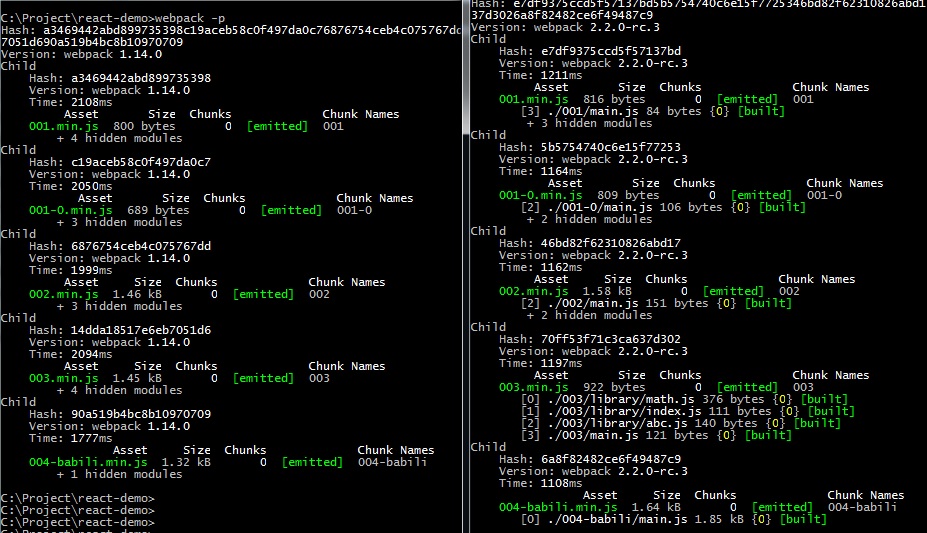 C:\Project\react-demo>webpack -p
Hash: a3469442abd899735398c19aceb58c0f497da0c76876754ceb4c075767dd
7051d690a519b4bc8b10970709
Version: webpack 1.14.0
Child
Hash: a3469442abd899735398
Version: webpack 1.14.0
Time: 2108ms
Asset Size Chunks Chunk Names
001.min.js 800 bytes 0 [emitted] 001
+ 4 hidden modules
Child
Hash: c19aceb58c0f497da0c7
Version: webpack 1.14.0
Time: 2050ms
Asset Size Chunks Chunk Names
001-0.min.js 689 bytes 0 [emitted] 001-0
+ 3 hidden modules
Child
Hash: 6876754ceb4c075767dd
Version: webpack 1.14.0
Time: 1999ms
Asset Size Chunks Chunk Names
002.min.js 1.46 kB 0 [emitted] 002
+ 3 hidden modules
Child
Hash: 14dda18517e6eb7051d6
Version: webpack 1.14.0
Time: 2094ms
Asset Size Chunks Chunk Names
003.min.js 1.45 kB 0 [emitted] 003
+ 4 hidden modules
Child
Hash: 90a519b4bc8b10970709
Version: webpack 1.14.0
Time: 1777ms
Asset Size Chunks Chunk Names
004-babili.min.js 1.32 kB 0 [emitted] 004-babili
+ 1 hidden modules
C:\Project\react-demo>
C:\Project\react-demo>
C:\Project\react-demo>
C:\Project\react-demo>
Hash: e7df9375ccd5f57137bd5b5754740c6e15f7725346bd82f62310826abd1
37d3026a8f82482ce6f49487c9
Version: webpack 2.2.0-rc.3
Child
Hash: e7df9375ccd5f57137bd
Version: webpack 2.2.0-rc.3
Time: 1211ms
Asset Size Chunks Chunk Names
001.min.js 816 bytes 0 [emitted] 001
[3] ./001/main.js 84 bytes {0} [built]
+ 3 hidden modules
Child
Hash: 5b5754740c6e15f77253
Version: webpack 2.2.0-rc.3
Time: 1164ms
Asset Size Chunks Chunk Names
001-0.min.js 809 bytes 0 [emitted] 001-0
[2] ./001-0/main.js 106 bytes {0} [built]
+ 2 hidden modules
Child
Hash: 46bd82f62310826abd17
Version: webpack 2.2.0-rc.3
Time: 1162ms
Asset Size Chunks Chunk Names
002.min.js 1.58 kB 0 [emitted] 002
[2] ./002/main.js 151 bytes {0} [built]
+ 2 hidden modules
Child
Hash: 70ff53f71c3ca637d302
Version: webpack 2.2.0-rc.3
Time: 1197ms
Asset Size Chunks Chunk Names
003.min.js 922 bytes 0 [emitted] 003
[0] ./003/library/math.js 376 bytes {0} [built]
[1] ./003/library/index.js 111 bytes {0} [built]
[2] ./003/library/abc.js 140 bytes {0} [built]
[3] ./003/main.js 121 bytes {0} [built]
Child
Hash: 6a8f82482ce6f49487c9
Version: webpack 2.2.0-rc.3
Time: 1108ms
Asset Size Chunks Chunk Names
004-babili.min.js 1.64 kB 0 [emitted] 004-babili
[0] ./004-babili/main.js 1.85 kB {0} [built]